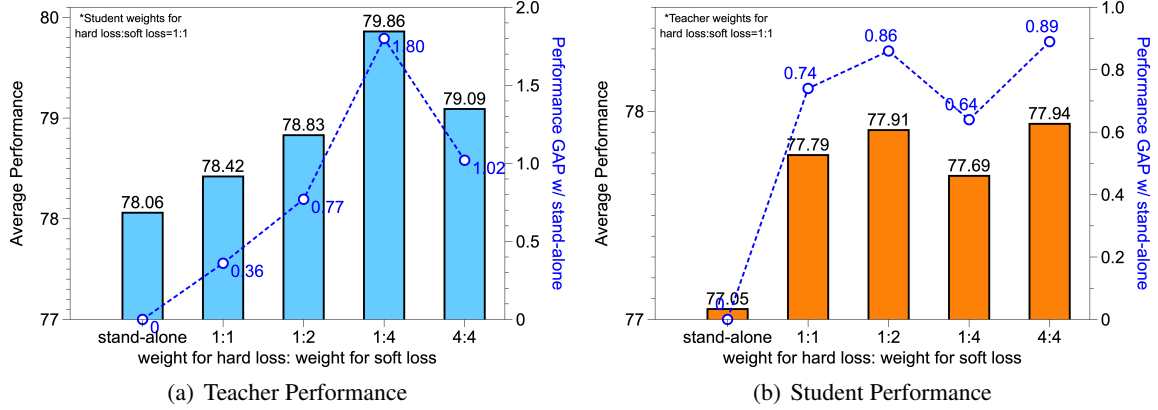 *Student weights for
hard loss:soft loss=1:1
80
79
78
77
Average Performance
78.06
78.42
78.83
79.86
79.09
0
0.36
0.77
1.80
1.02
2.0
1.5
1.0
0.5
0
Performance GAP w/ stand-alone
stand-alone 1:1 1:2 1:4 4:4
weight for hard loss: weight for soft loss
(a) Teacher Performance
*Teacher weights for
hard loss:soft loss=1:1
78
77
Average Performance
77.05
77.79
77.91
77.69
77.94
0
0.74
0.86
0.64
0.89
1.0
0.8
0.6
0.4
0.2
0
Performance GAP w/ stand-alone
stand-alone 1:1 1:2 1:4 4:4
weight for hard loss: weight for soft loss
(b) Student Performance